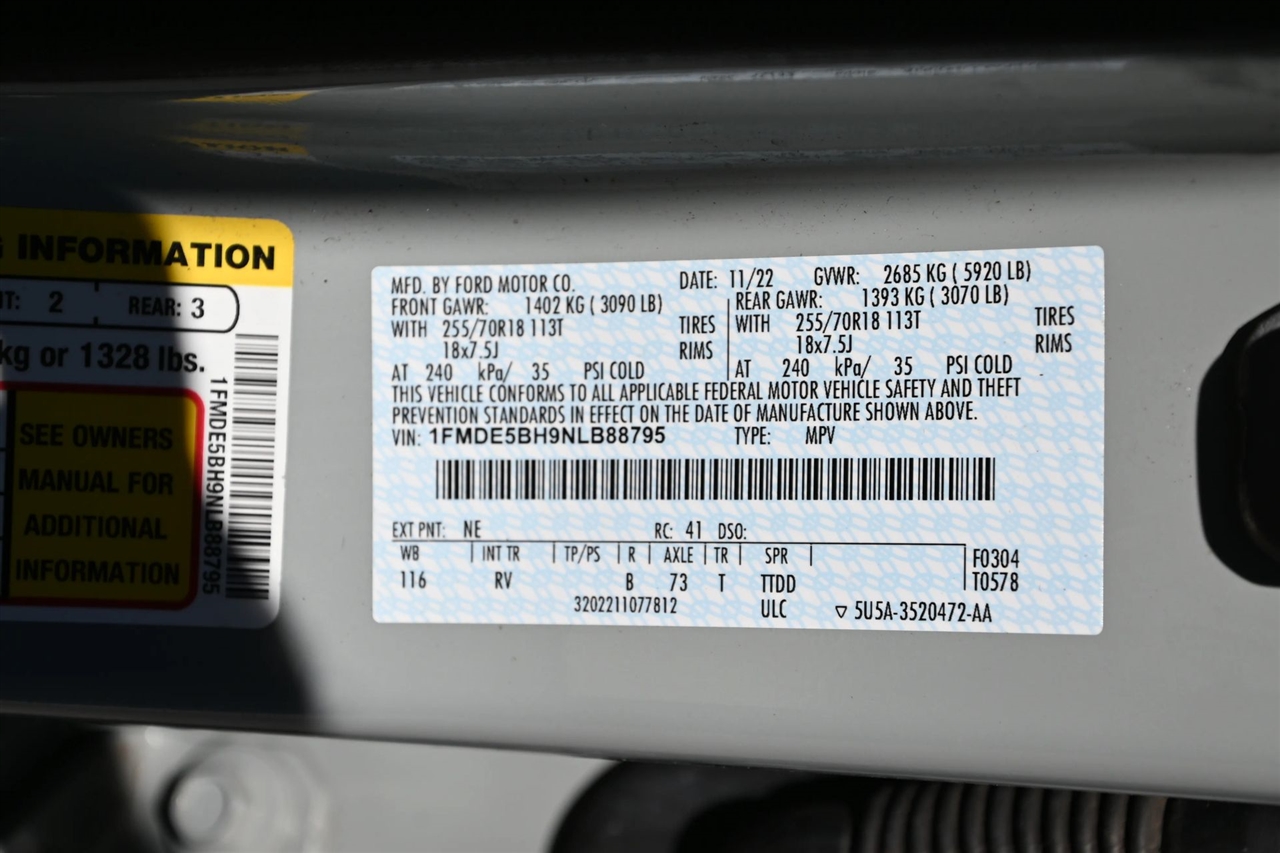 INFORMATION
2 REAR: 3
kg or 1328 lbs.
SEE OWNERS
MANUAL FOR
ADDITIONAL
INFORMATION
1FMDE5BH9NLB88795
MFD. BY FORD MOTOR CO. DATE: 11/22 GVWR: 2685 KG ( 5920 LB)
FRONT GAWR: 1402 KG ( 3090 LB) REAR GAWR: 1393 KG ( 3070 LB)
WITH 255/70R18 113T TIRES WITH 255/70R18 113T TIRES
18x7.5J RIMS 18x7.5J RIMS
AT 240 kPa/ 35 PSI COLD AT 240 kPa/ 35 PSI COLD
THIS VEHICLE CONFORMS TO ALL APPLICABLE FEDERAL MOTOR VEHICLE SAFETY AND THEFT
PREVENTION STANDARDS IN EFFECT ON THE DATE OF MANUFACTURE SHOWN ABOVE.
VIN: 1FMDE5BH9NLB88795 TYPE: MPV
EXT PNT: NE RC: 41 DSO:
WB INT TR TP/PS R AXLE TR SPR F0304
116 RV B 73 T TTDD T0578
3202211077812 ULC ▽ 5U5A-3520472-AA